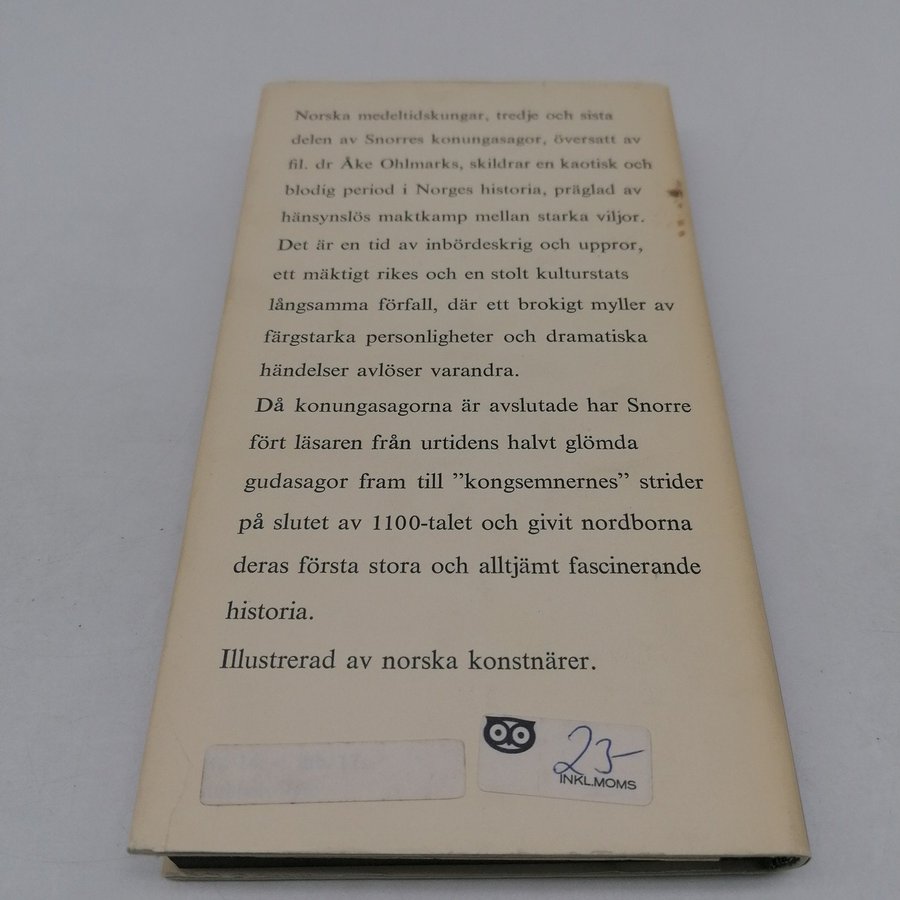 Norska medeltidskungar, tredje och sista
delen av Snorres konungasagor, översatt av
fil. dr Åke Ohlmarks, skildrar en kaotisk och
blodig period i Norges historia, präglad av
hänsynslös maktkamp mellan starka viljor.
Det är en tid av inbördeskrig och uppror,
ett mäktigt rikes och en stolt kulturstats
långsamma förfall, där ett brokigt myller av
färgstarka personligheter och dramatiska
händelser avlöser varandra.
Då konungasagorna är avslutade har Snorre
fört läsaren från urtidens halvt glömda
gudasagor fram till ”kongsemnernes” strider
på slutet av 1100-talet och givit nordborna
deras första stora och alltjämt fascinerande
historia.
Illustrerad av norska konstnärer.
23-
INKL.MOMS